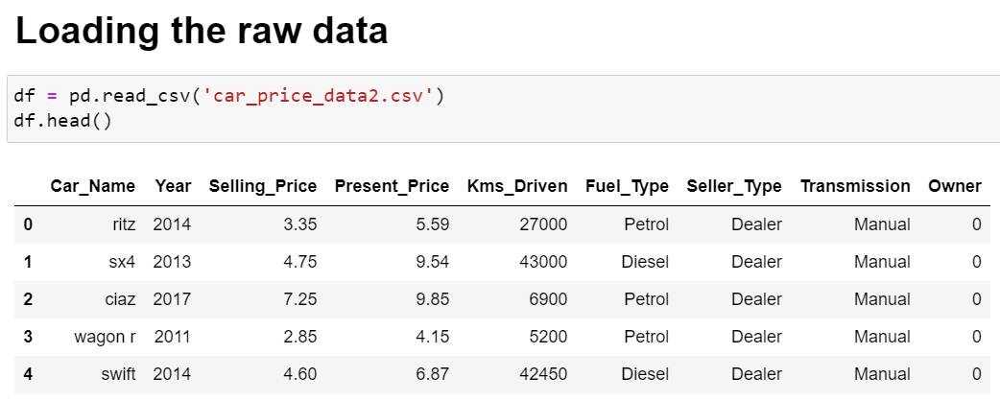 Loading the raw data
df = pd.read_csv('car_price_data2.csv')
df.head()
Car_Name Year Selling_Price Present_Price Kms_Driven Fuel_Type Seller_Type Transmission Owner
0 ritz 2014 3.35 5.59 27000 Petrol Dealer Manual 0
1 sx4 2013 4.75 9.54 43000 Diesel Dealer Manual 0
2 ciaz 2017 7.25 9.85 6900 Petrol Dealer Manual 0
3 wagon r 2011 2.85 4.15 5200 Petrol Dealer Manual 0
4 swift 2014 4.60 6.87 42450 Diesel Dealer Manual 0